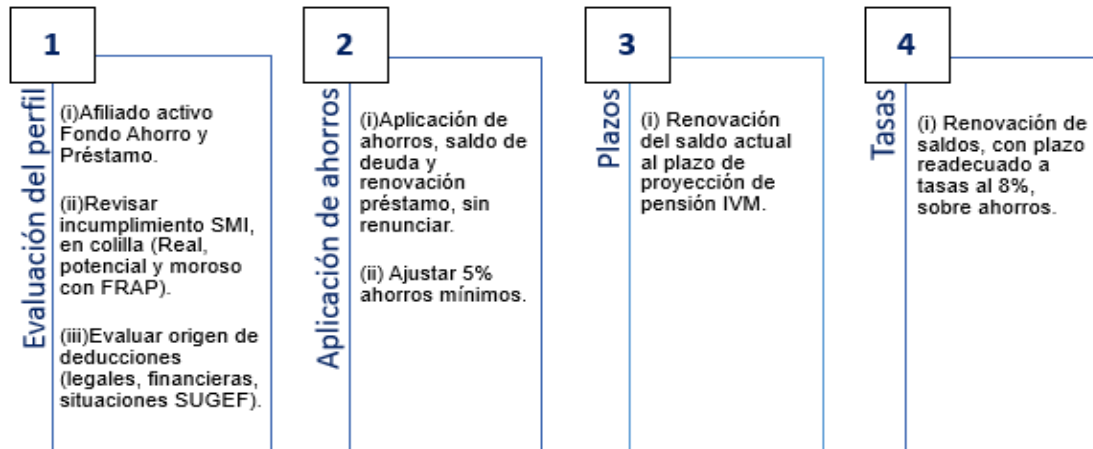 1
Evaluación del perfil
(i)Afiliado activo
Fondo Ahorro y
Préstamo.
(ii)Revisar
incumplimiento SMI,
en colilla (Real,
potencial y moroso
con FRAP).
(iii)Evaluar origen de
deducciones
(legales, financieras,
situaciones SUGEF).
2
Aplicación de ahorros
(i)Aplicación de
ahorros, saldo de
deuda y
renovación
préstamo, sin
renunciar.
(ii) Ajustar 5%
ahorros mínimos.
3
Plazos
(i) Renovación
del saldo actual
al plazo de
proyección de
pensión IVM.
4
Tasas
(i) Renovación de
saldos, con plazo
readecuado a
tasas al 8%,
sobre ahorros.